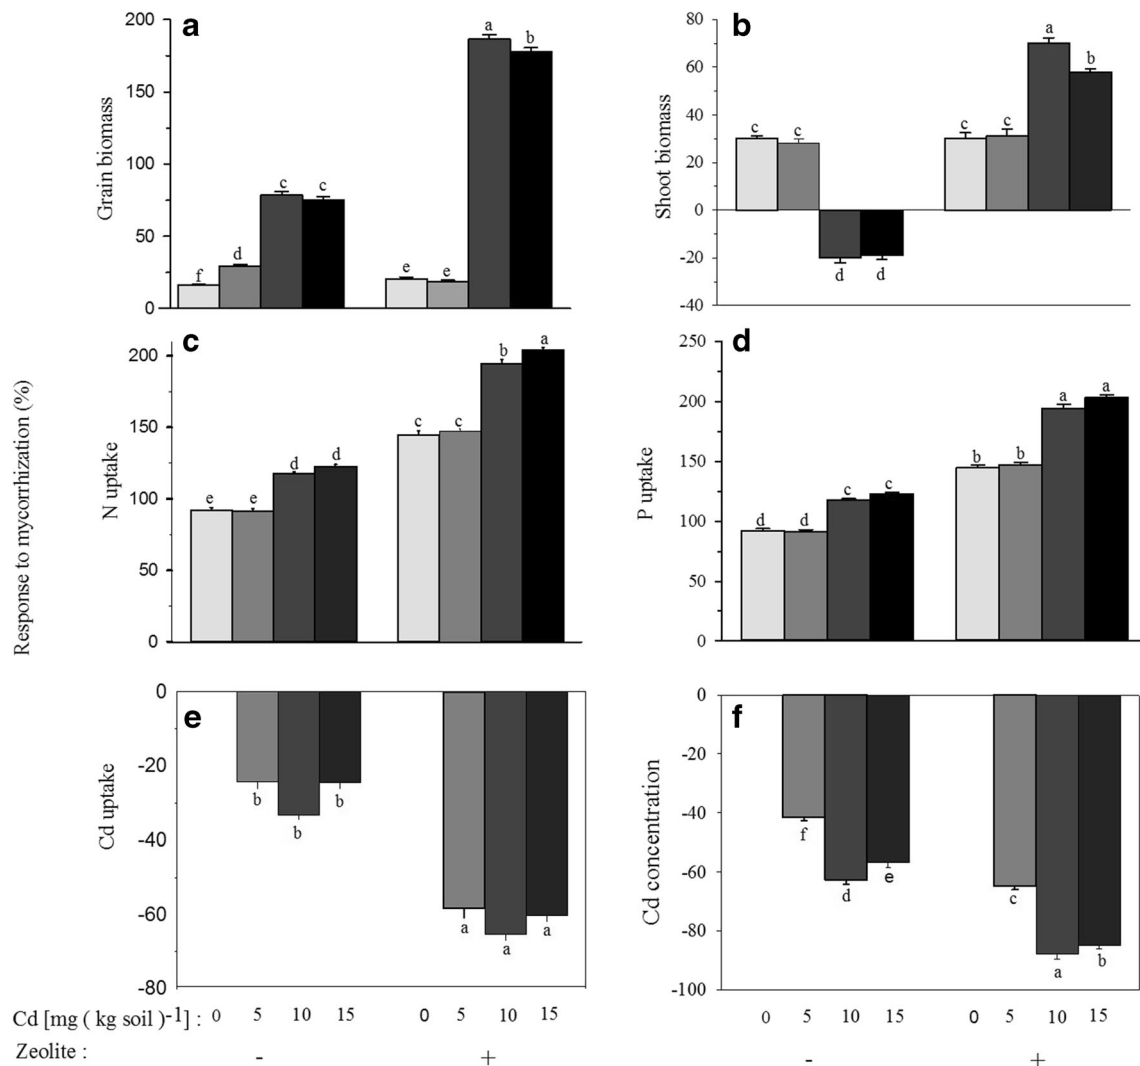 Response to mycorrhization (%)
a
Grain biomass
200
150
100
50
0
f
d
c
c
e
e
a
b
b
Shoot biomass
80
60
40
20
0
-20
-40
c
c
d
d
c
c
a
b
c
N uptake
200
150
100
50
0
e
e
d
d
c
c
b
a
d
P uptake
250
200
150
100
50
0
d
d
c
c
b
b
a
a
e
Cd uptake
0
-20
-40
-60
-80
b
b
b
a
a
a
f
Cd concentration
0
-20
-40
-60
-80
-100
f
d
e
c
a
b
Cd [mg ( kg soil )-1] : 0 5 10 15 0 5 10 15 0 5 10 15 0 5 10 15
Zeolite : - + - +